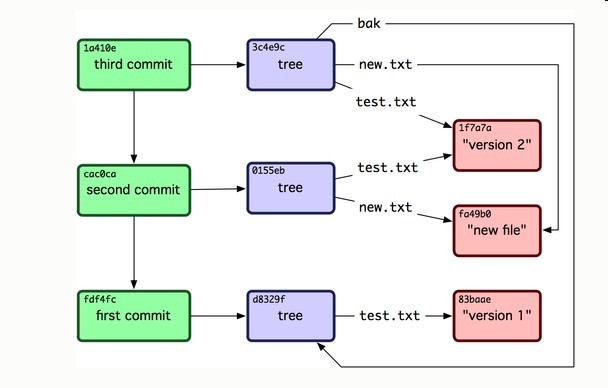 bak
1a410e
third commit
3c4e9c
tree
new.txt
test.txt
1f7a7a
"version 2"
cac0ca
second commit
0155eb
tree
test.txt
new.txt
fa49b0
"new file"
fdf4fc
first commit
d8329f
tree
test.txt
83baae
"version 1"